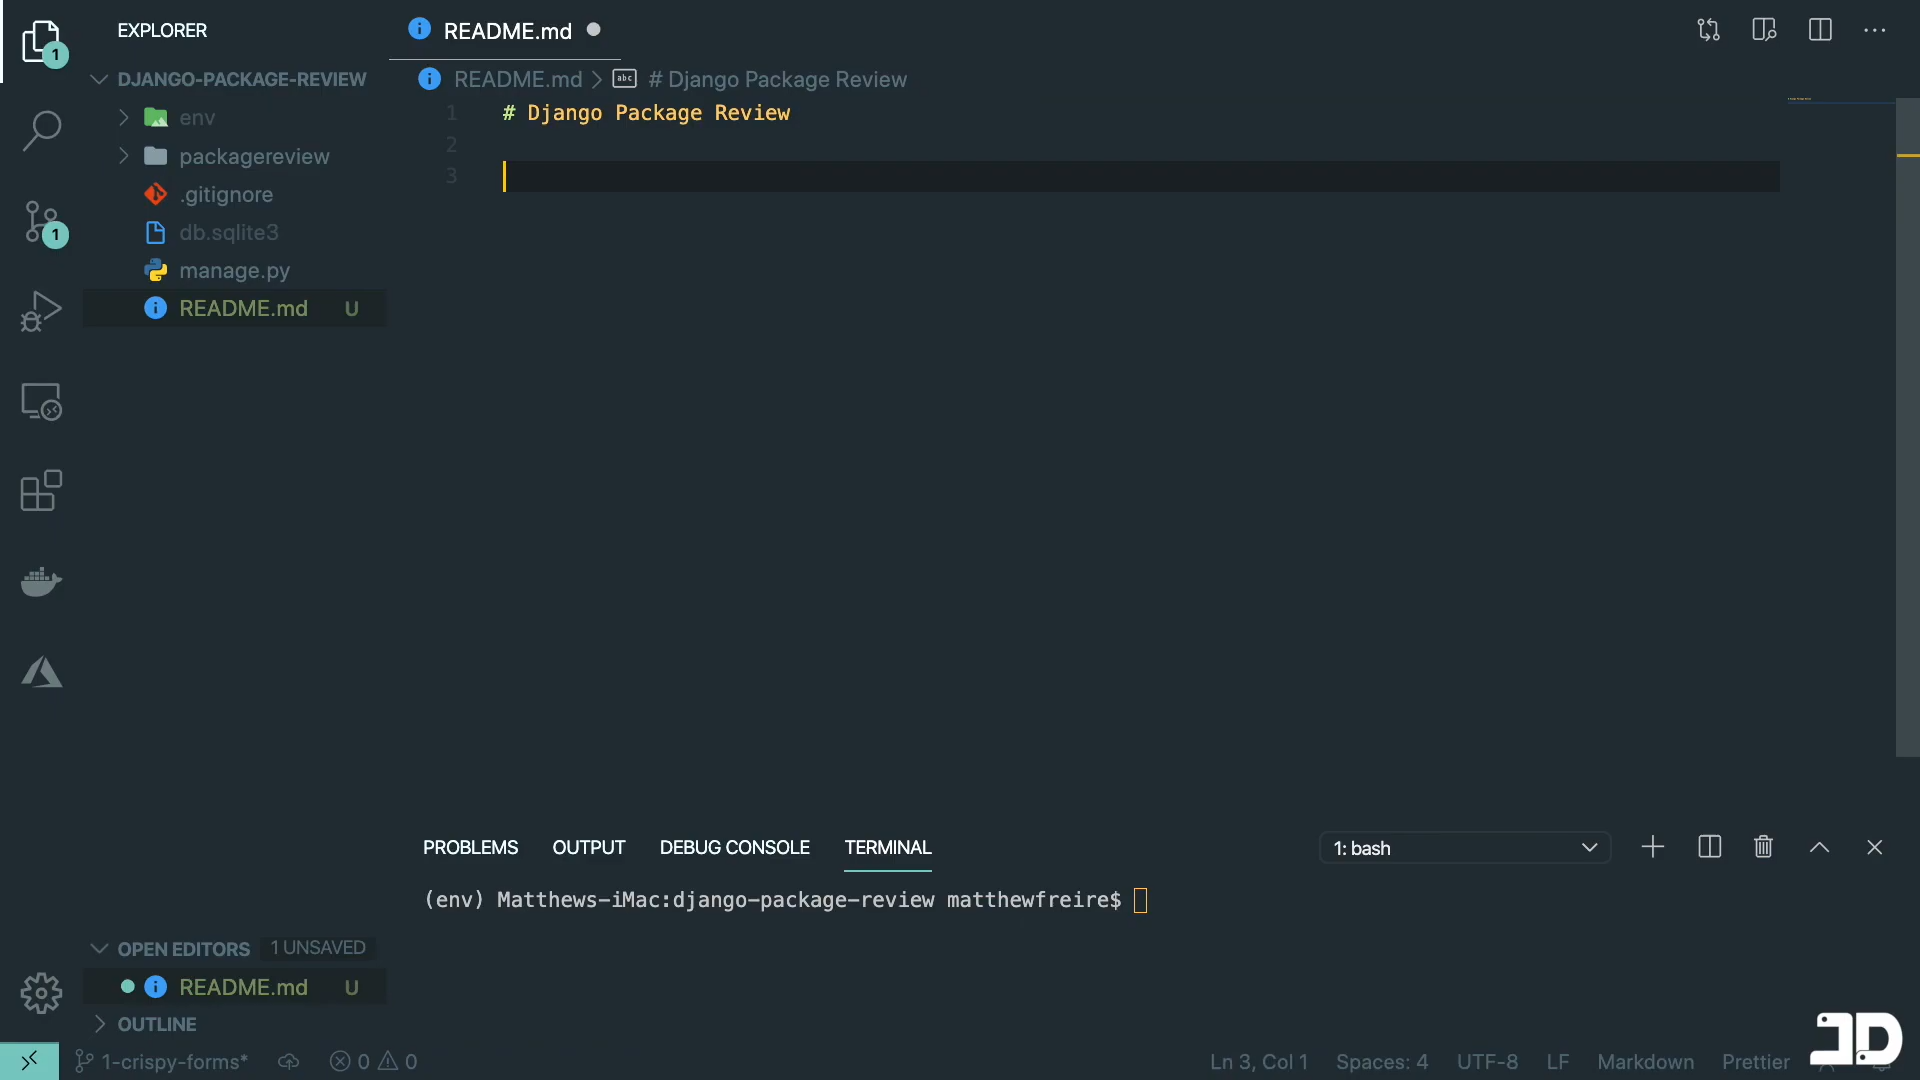 EXPLORER
README.md
1
DJANGO-PACKAGE-REVIEW
README.md > # Django Package Review
env
packagereview
.gitignore
db.sqlite3
manage.py
README.md U
1
1 # Django Package Review
2
3
PROBLEMS OUTPUT DEBUG CONSOLE TERMINAL
1: bash
(env) Matthews-iMac:django-package-review matthewfreire$
OPEN EDITORS 1 UNSAVED
README.md U
OUTLINE
1-crispy-forms* 0 0
Ln 3, Col 1 Spaces: 4 UTF-8 LF Markdown Prettier
JD